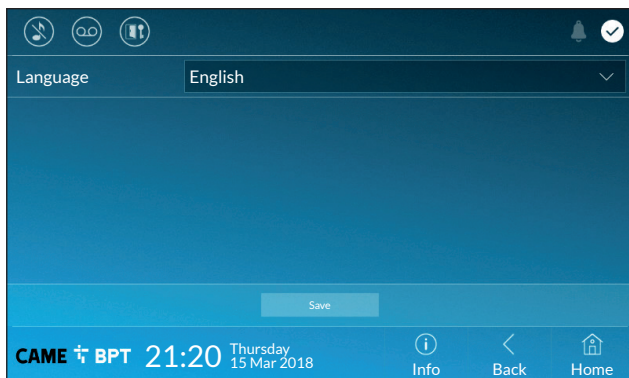 Language English
Save
CAME BPT 21:20 Thursday
15 Mar 2018
Info Back Home